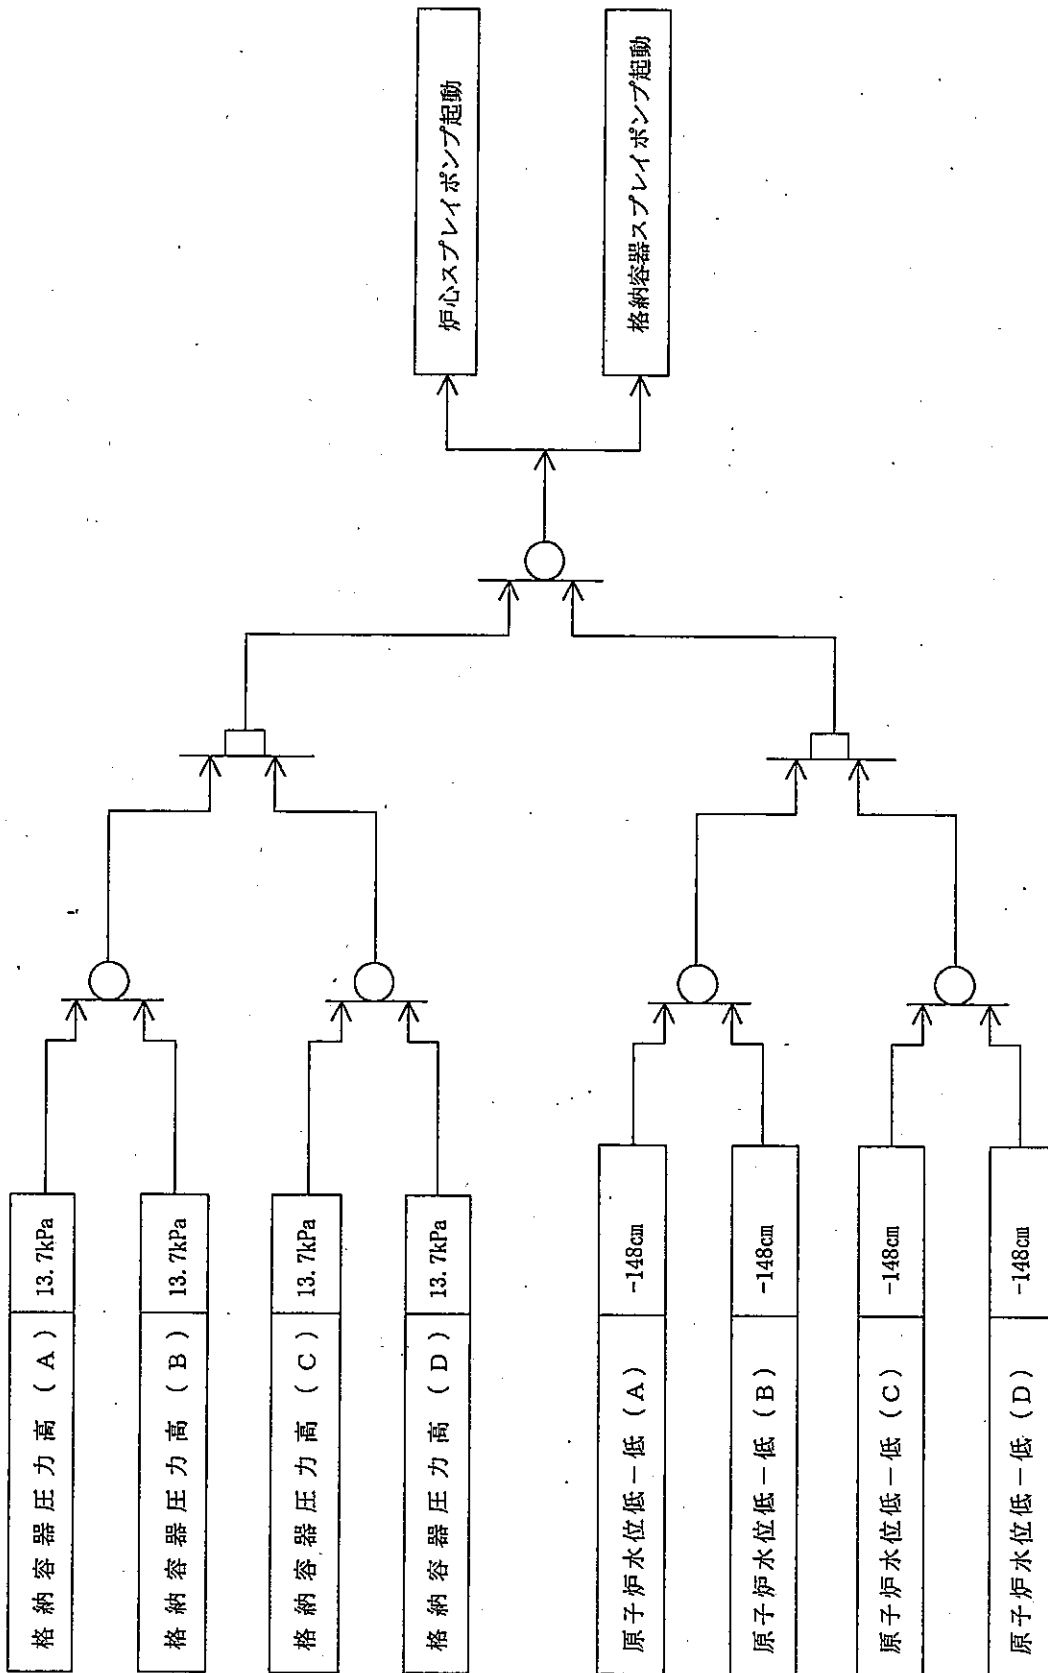 格納容器圧力高(A) 13.7kPa
格納容器圧力高(B) 13.7kPa
格納容器圧力高(C) 13.7kPa
格納容器圧力高(D) 13.7kPa
原子炉水位低-低(A) -148cm
原子炉水位低-低(B) -148cm
原子炉水位低-低(C) -148cm
原子炉水位低-低(D) -148cm
炉心スプレイポンプ起動
格納容器スプレイポンプ起動